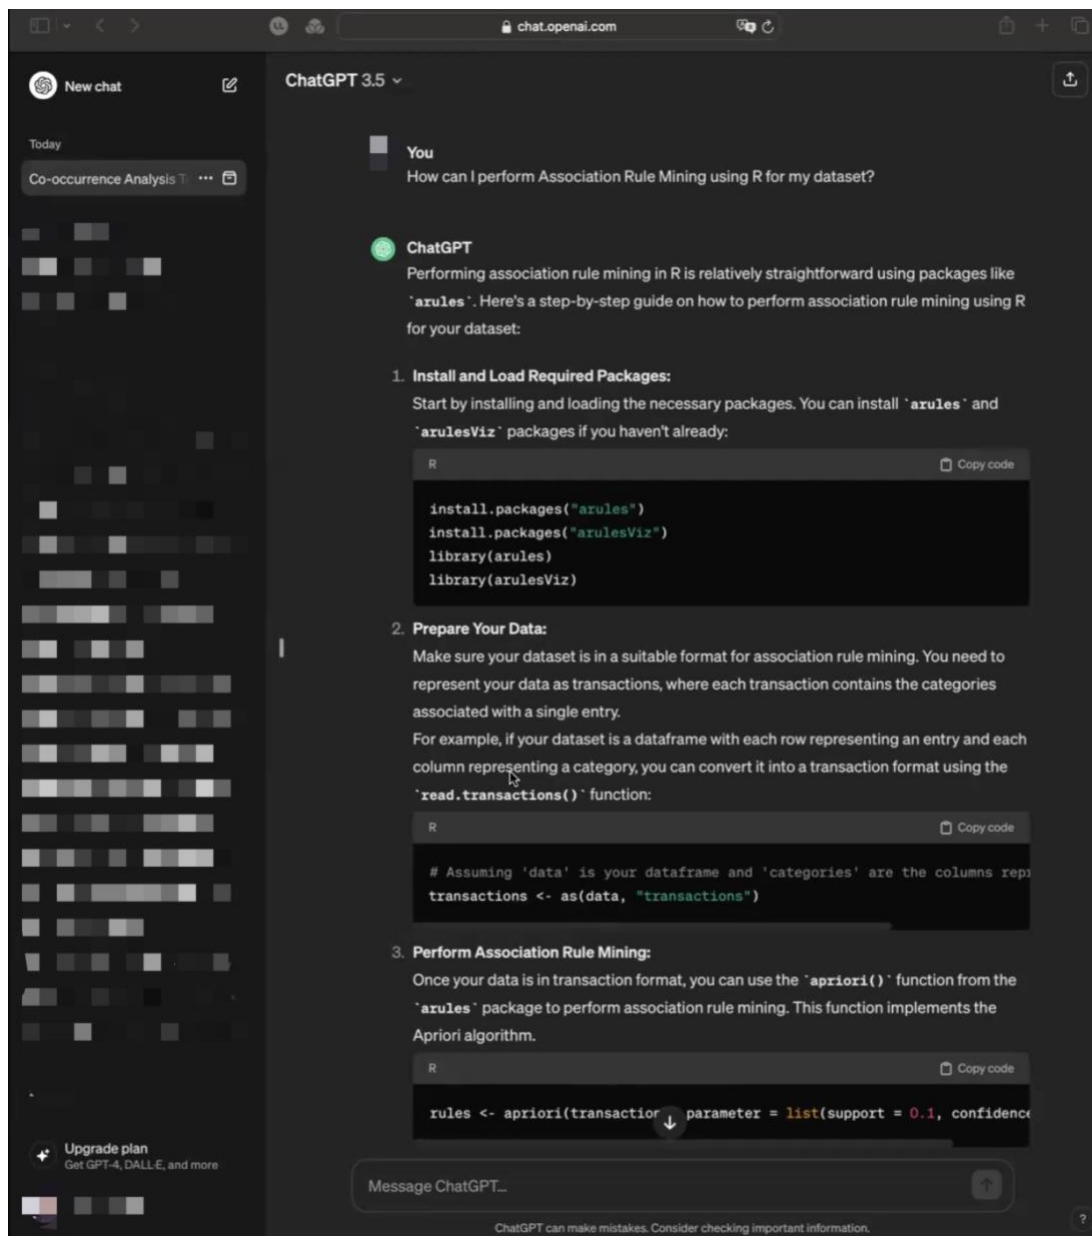 chat.openai.com
New chat
ChatGPT 3.5
Today
Co-occurrence Analysis
You
How can I perform Association Rule Mining using R for my dataset?
ChatGPT
Performing association rule mining in R is relatively straightforward using packages like
`arules`. Here's a step-by-step guide on how to perform association rule mining using R
for your dataset:
1. Install and Load Required Packages:
Start by installing and loading the necessary packages. You can install `arules` and
`arulesViz` packages if you haven't already:
R Copy code
install.packages("arules")
install.packages("arulesViz")
library(arules)
library(arulesViz)
2. Prepare Your Data:
Make sure your dataset is in a suitable format for association rule mining. You need to
represent your data as transactions, where each transaction contains the categories
associated with a single entry.
For example, if your dataset is a dataframe with each row representing an entry and each
column representing a category, you can convert it into a transaction format using the
`read.transactions()` function:
R Copy code
# Assuming 'data' is your dataframe and 'categories' are the columns
transactions <- as(data, "transactions")
3. Perform Association Rule Mining:
Once your data is in transaction format, you can use the `apriori()` function from the
`arules` package to perform association rule mining. This function implements the
Apriori algorithm.
R Copy code
rules <- apriori(transaction parameter = list(support = 0.1, confidence
Upgrade plan
Get GPT-4, DALL·E, and more
Message ChatGPT...
ChatGPT can make mistakes. Consider checking important information.
?